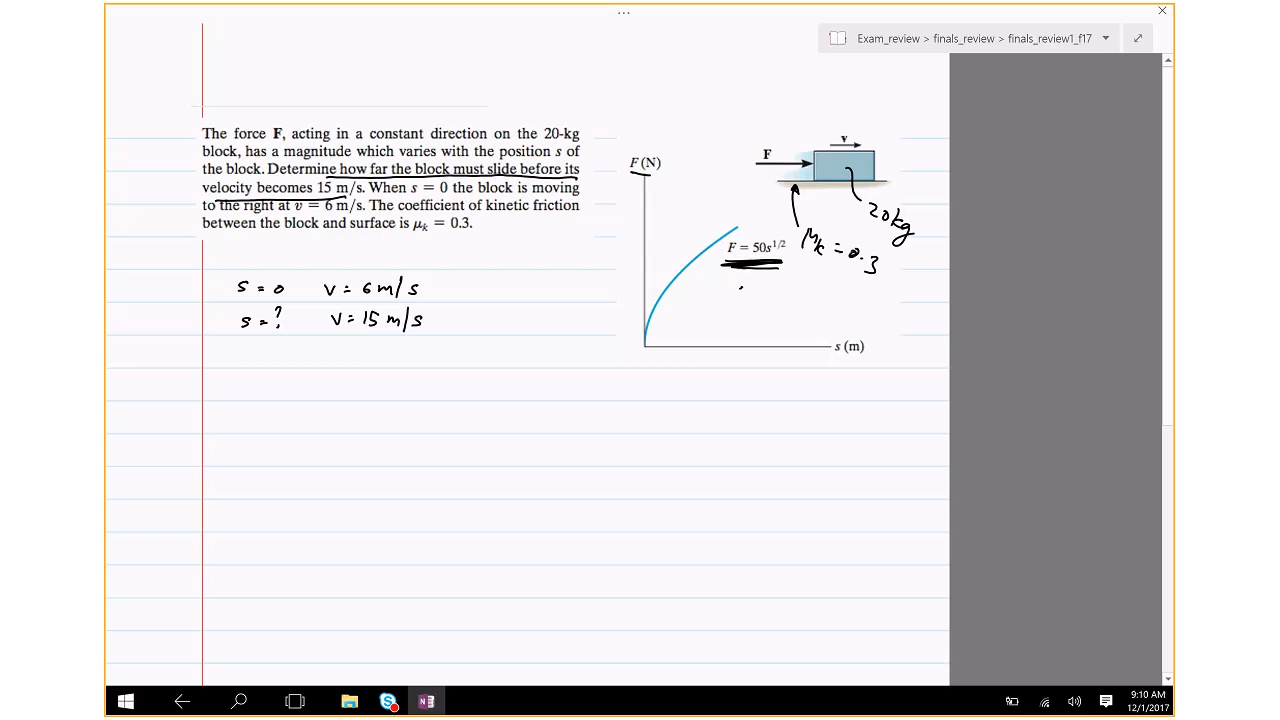 Exam_review > finals_review > finals_review1_f17
The force F, acting in a constant direction on the 20-kg
block, has a magnitude which varies with the position s of
the block. Determine how far the block must slide before its
velocity becomes 15 m/s. When s = 0 the block is moving
to the right at v = 6 m/s. The coefficient of kinetic friction
between the block and surface is μk = 0.3.
F (N)
F = 50s^1/2
s (m)
v
F
20kg
μk = 0.3
s = 0 v = 6 m/s
s = ? v = 15 m/s
9:10 AM
12/1/2017